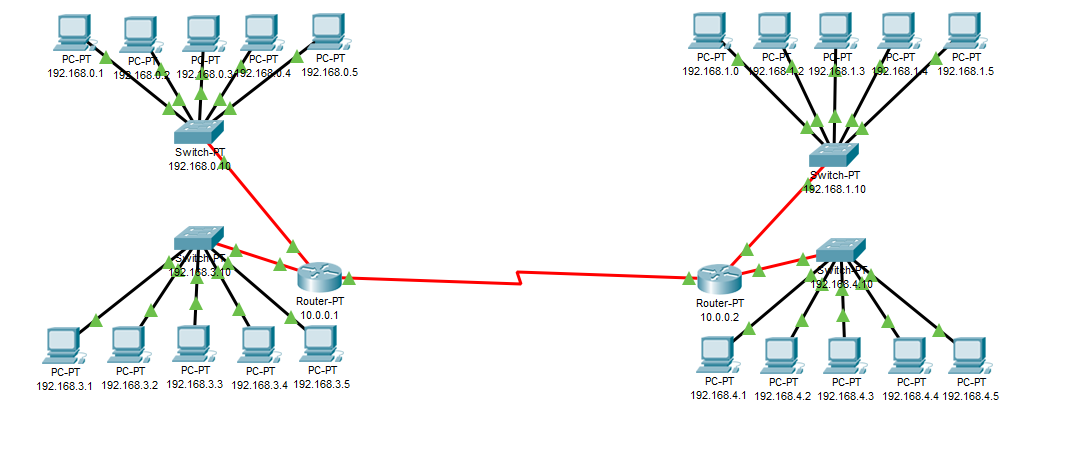 PC-PT
192.168.0.1
PC-PT
192.168.0.2
PC-PT
192.168.0.3
PC-PT
192.168.0.4
PC-PT
192.168.0.5
Switch-PT
192.168.0.10
PC-PT
192.168.1.0
PC-PT
192.168.1.2
PC-PT
192.168.1.3
PC-PT
192.168.1.4
PC-PT
192.168.1.5
Switch-PT
192.168.1.10
Switch-PT
192.168.3.10
Router-PT
10.0.0.1
Router-PT
10.0.0.2
Switch-PT
192.168.4.10
PC-PT
192.168.3.1
PC-PT
192.168.3.2
PC-PT
192.168.3.3
PC-PT
192.168.3.4
PC-PT
192.168.3.5
PC-PT
192.168.4.1
PC-PT
192.168.4.2
PC-PT
192.168.4.3
PC-PT
192.168.4.4
PC-PT
192.168.4.5